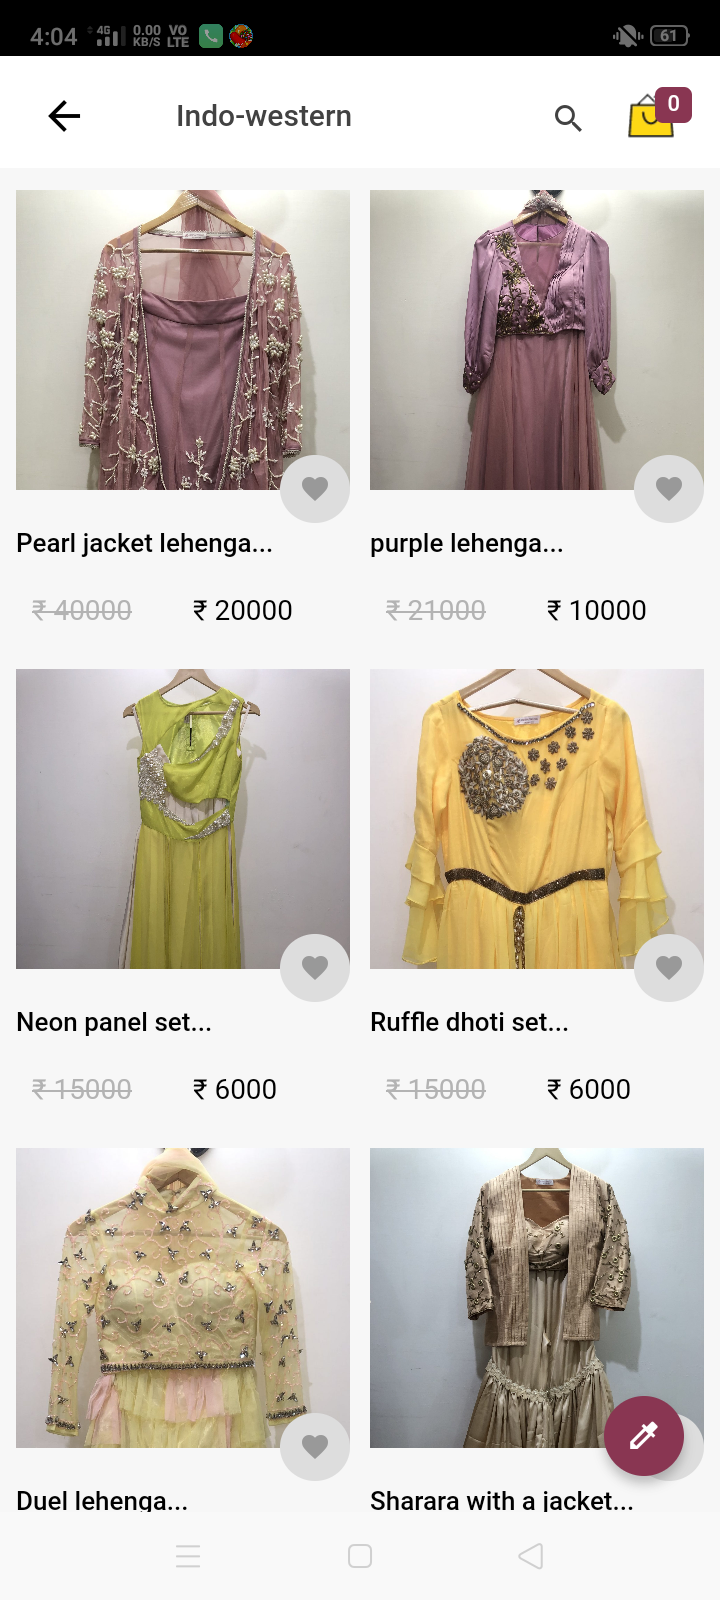 4:04 4G 0.00 KB/S VO LTE 61
Indo-western 0
Pearl jacket lehenga... purple lehenga...
₹ 40000 ₹ 20000 ₹ 21000 ₹ 10000
Neon panel set... Ruffle dhoti set...
₹ 15000 ₹ 6000 ₹ 15000 ₹ 6000
Duel lehenga... Sharara with a jacket...